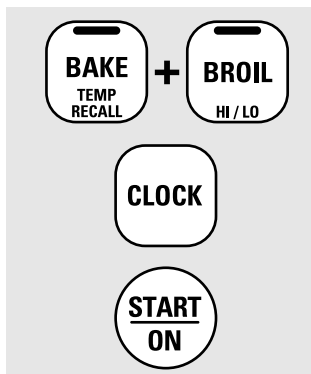 BAKE
TEMP
RECALL
+
BROIL
HI / LO
CLOCK
START
ON